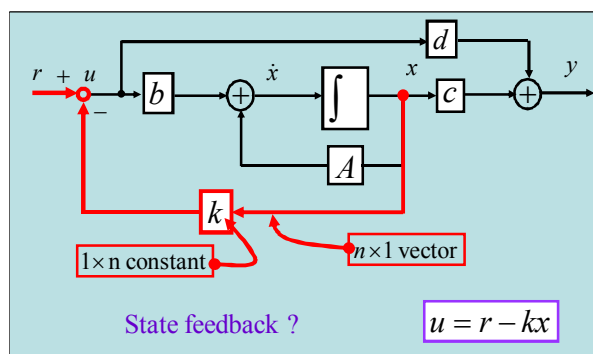 d
r + u ẋ x y
b + ∫ c +
−
A
k
1 × n constant
n × 1 vector
State feedback ?
u = r − kx